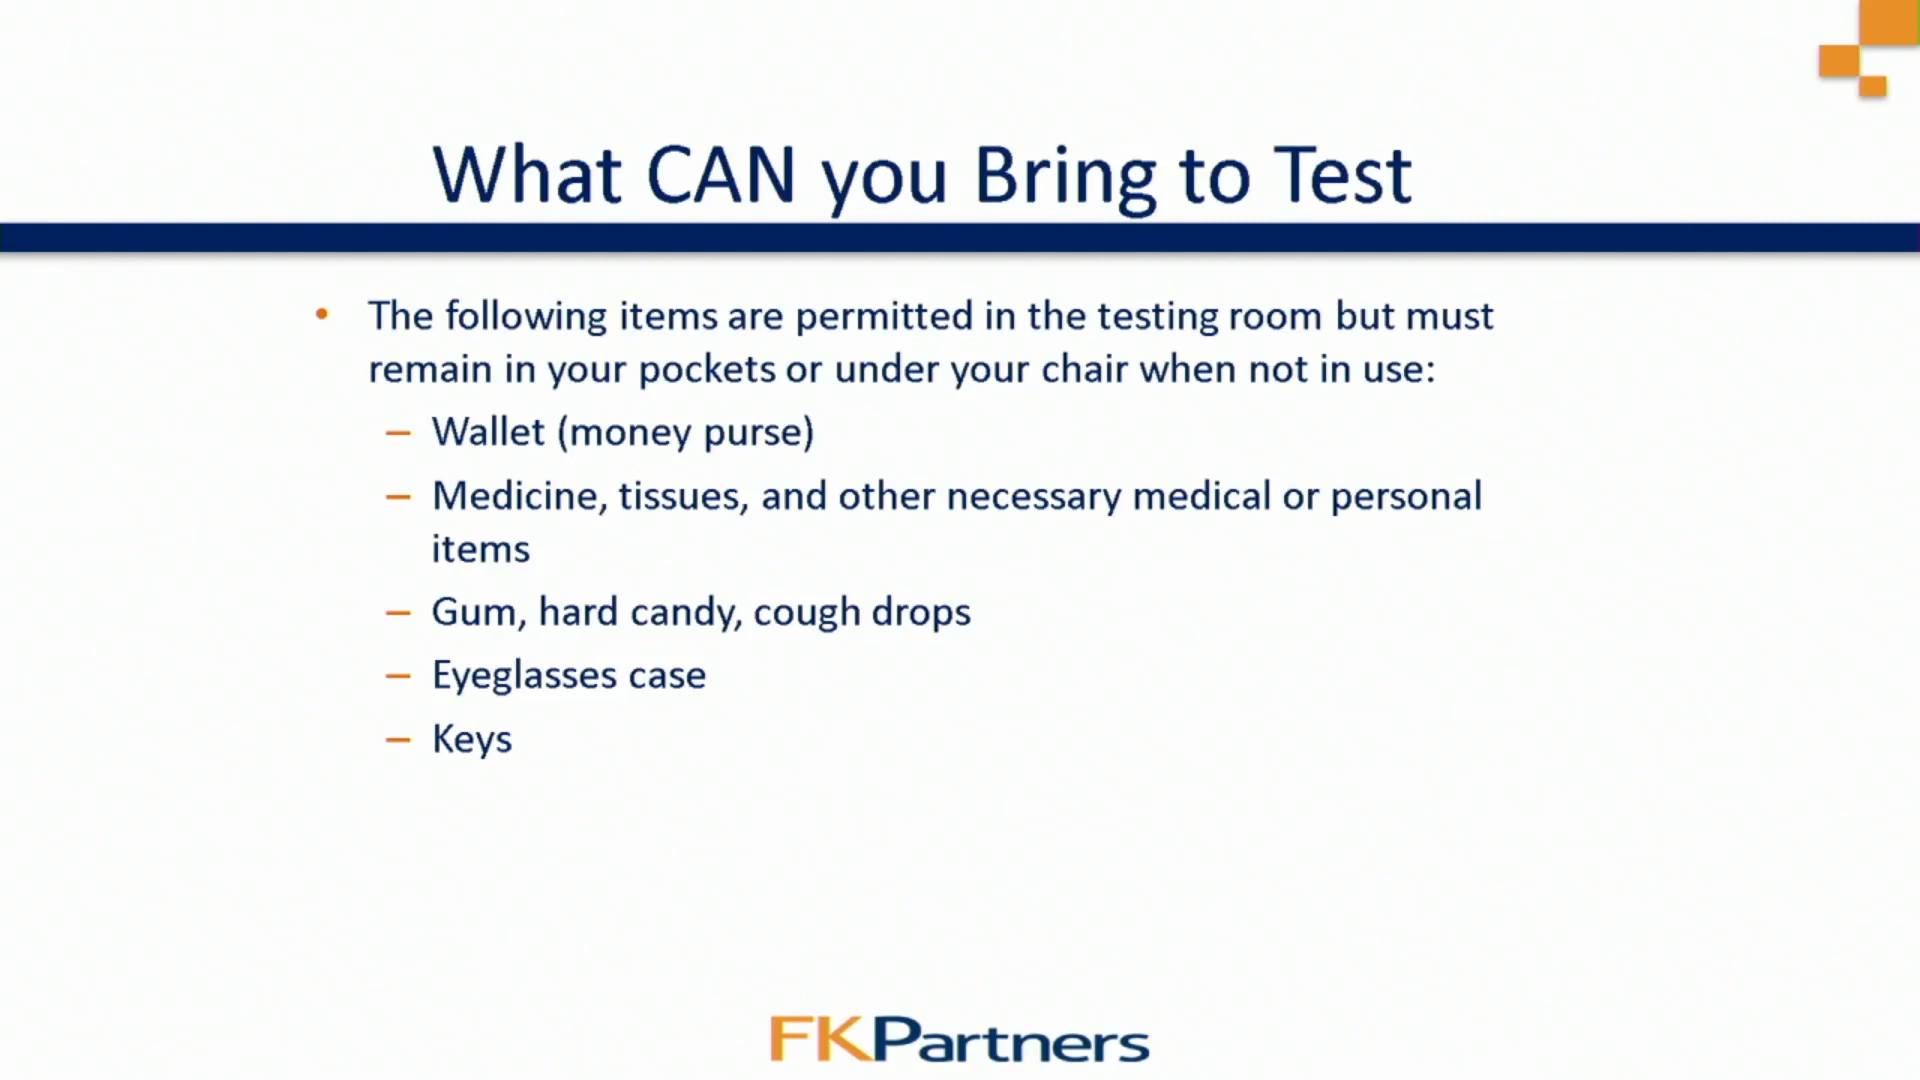 What CAN you Bring to Test
• The following items are permitted in the testing room but must
remain in your pockets or under your chair when not in use:
– Wallet (money purse)
– Medicine, tissues, and other necessary medical or personal
items
– Gum, hard candy, cough drops
– Eyeglasses case
– Keys
FKPartners